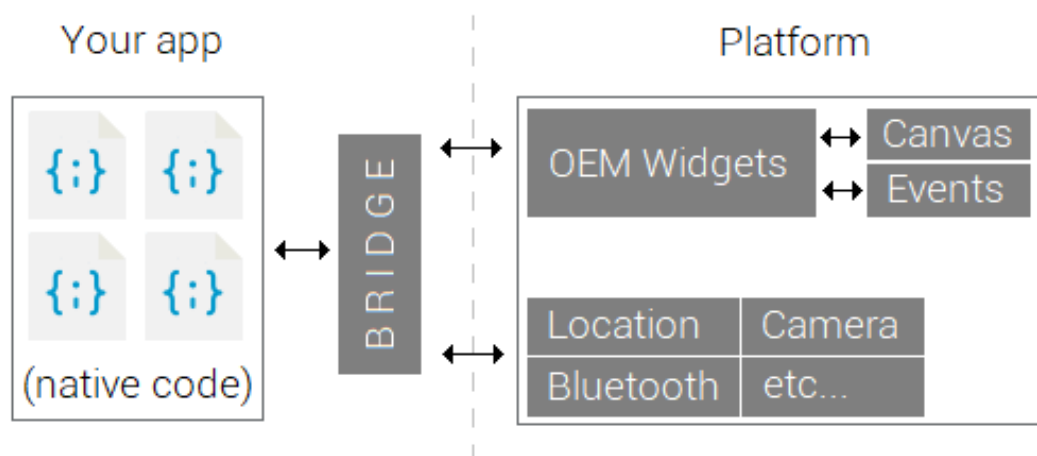 Your app
Platform
{;} {;}
{;} {;}
(native code)
BRIDGE
OEM Widgets
Canvas
Events
Location Camera
Bluetooth etc...